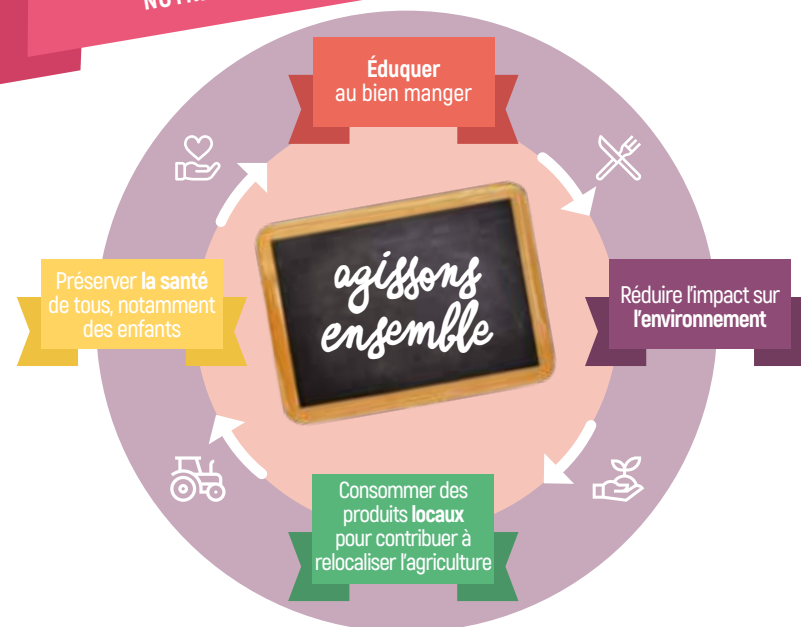 Éduquer
au bien manger
Préserver la santé
de tous, notamment
des enfants
agissons
ensemble
Réduire l'impact sur
l'environnement
Consommer des
produits locaux
pour contribuer à
relocaliser l'agriculture